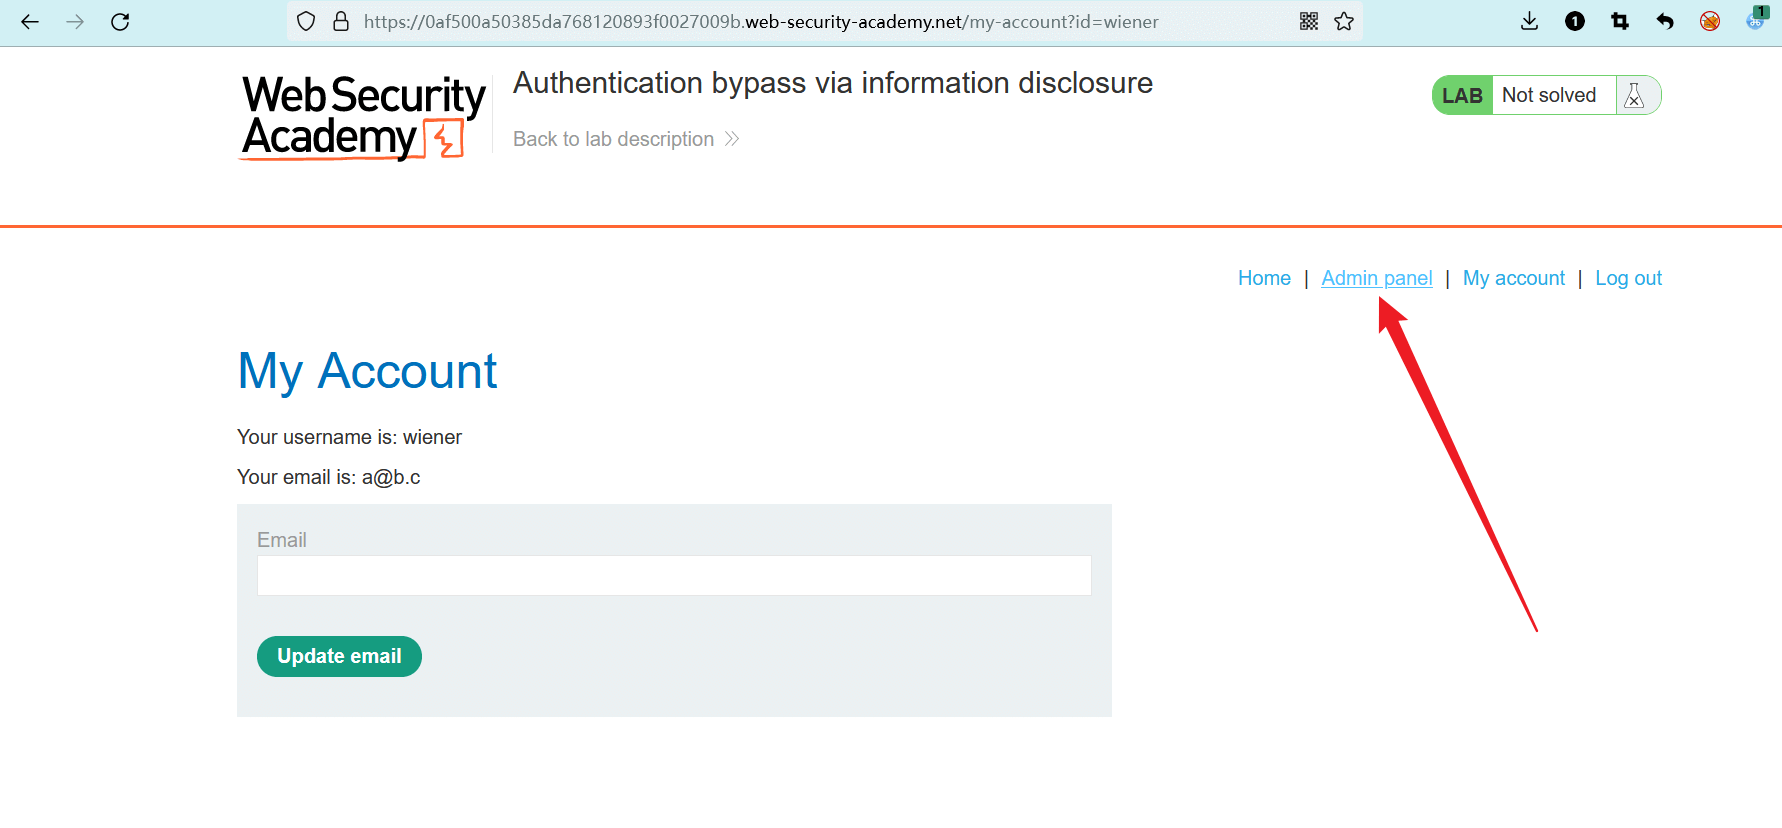 https://0af500a50385da768120893f0027009b.web-security-academy.net/my-account?id=wiener
1
1
Web Security
Academy
Authentication bypass via information disclosure
Back to lab description
LAB Not solved
Home | Admin panel | My account | Log out
My Account
Your username is: wiener
Your email is: a@b.c
Email
Update email